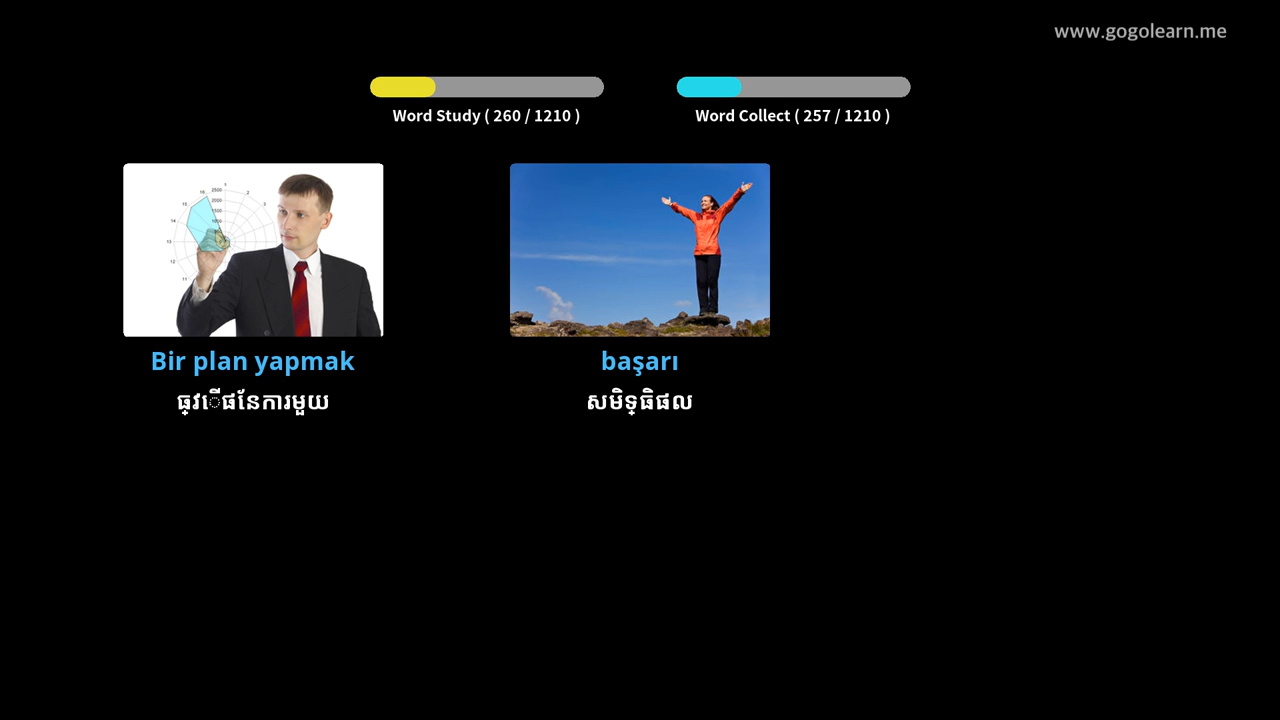 www.gogolearn.me
Word Study ( 260 / 1210 )
Word Collect ( 257 / 1210 )
Bir plan yapmak
başarı
ធ្វើផែនការមួយ
សមិទ្ធិផល